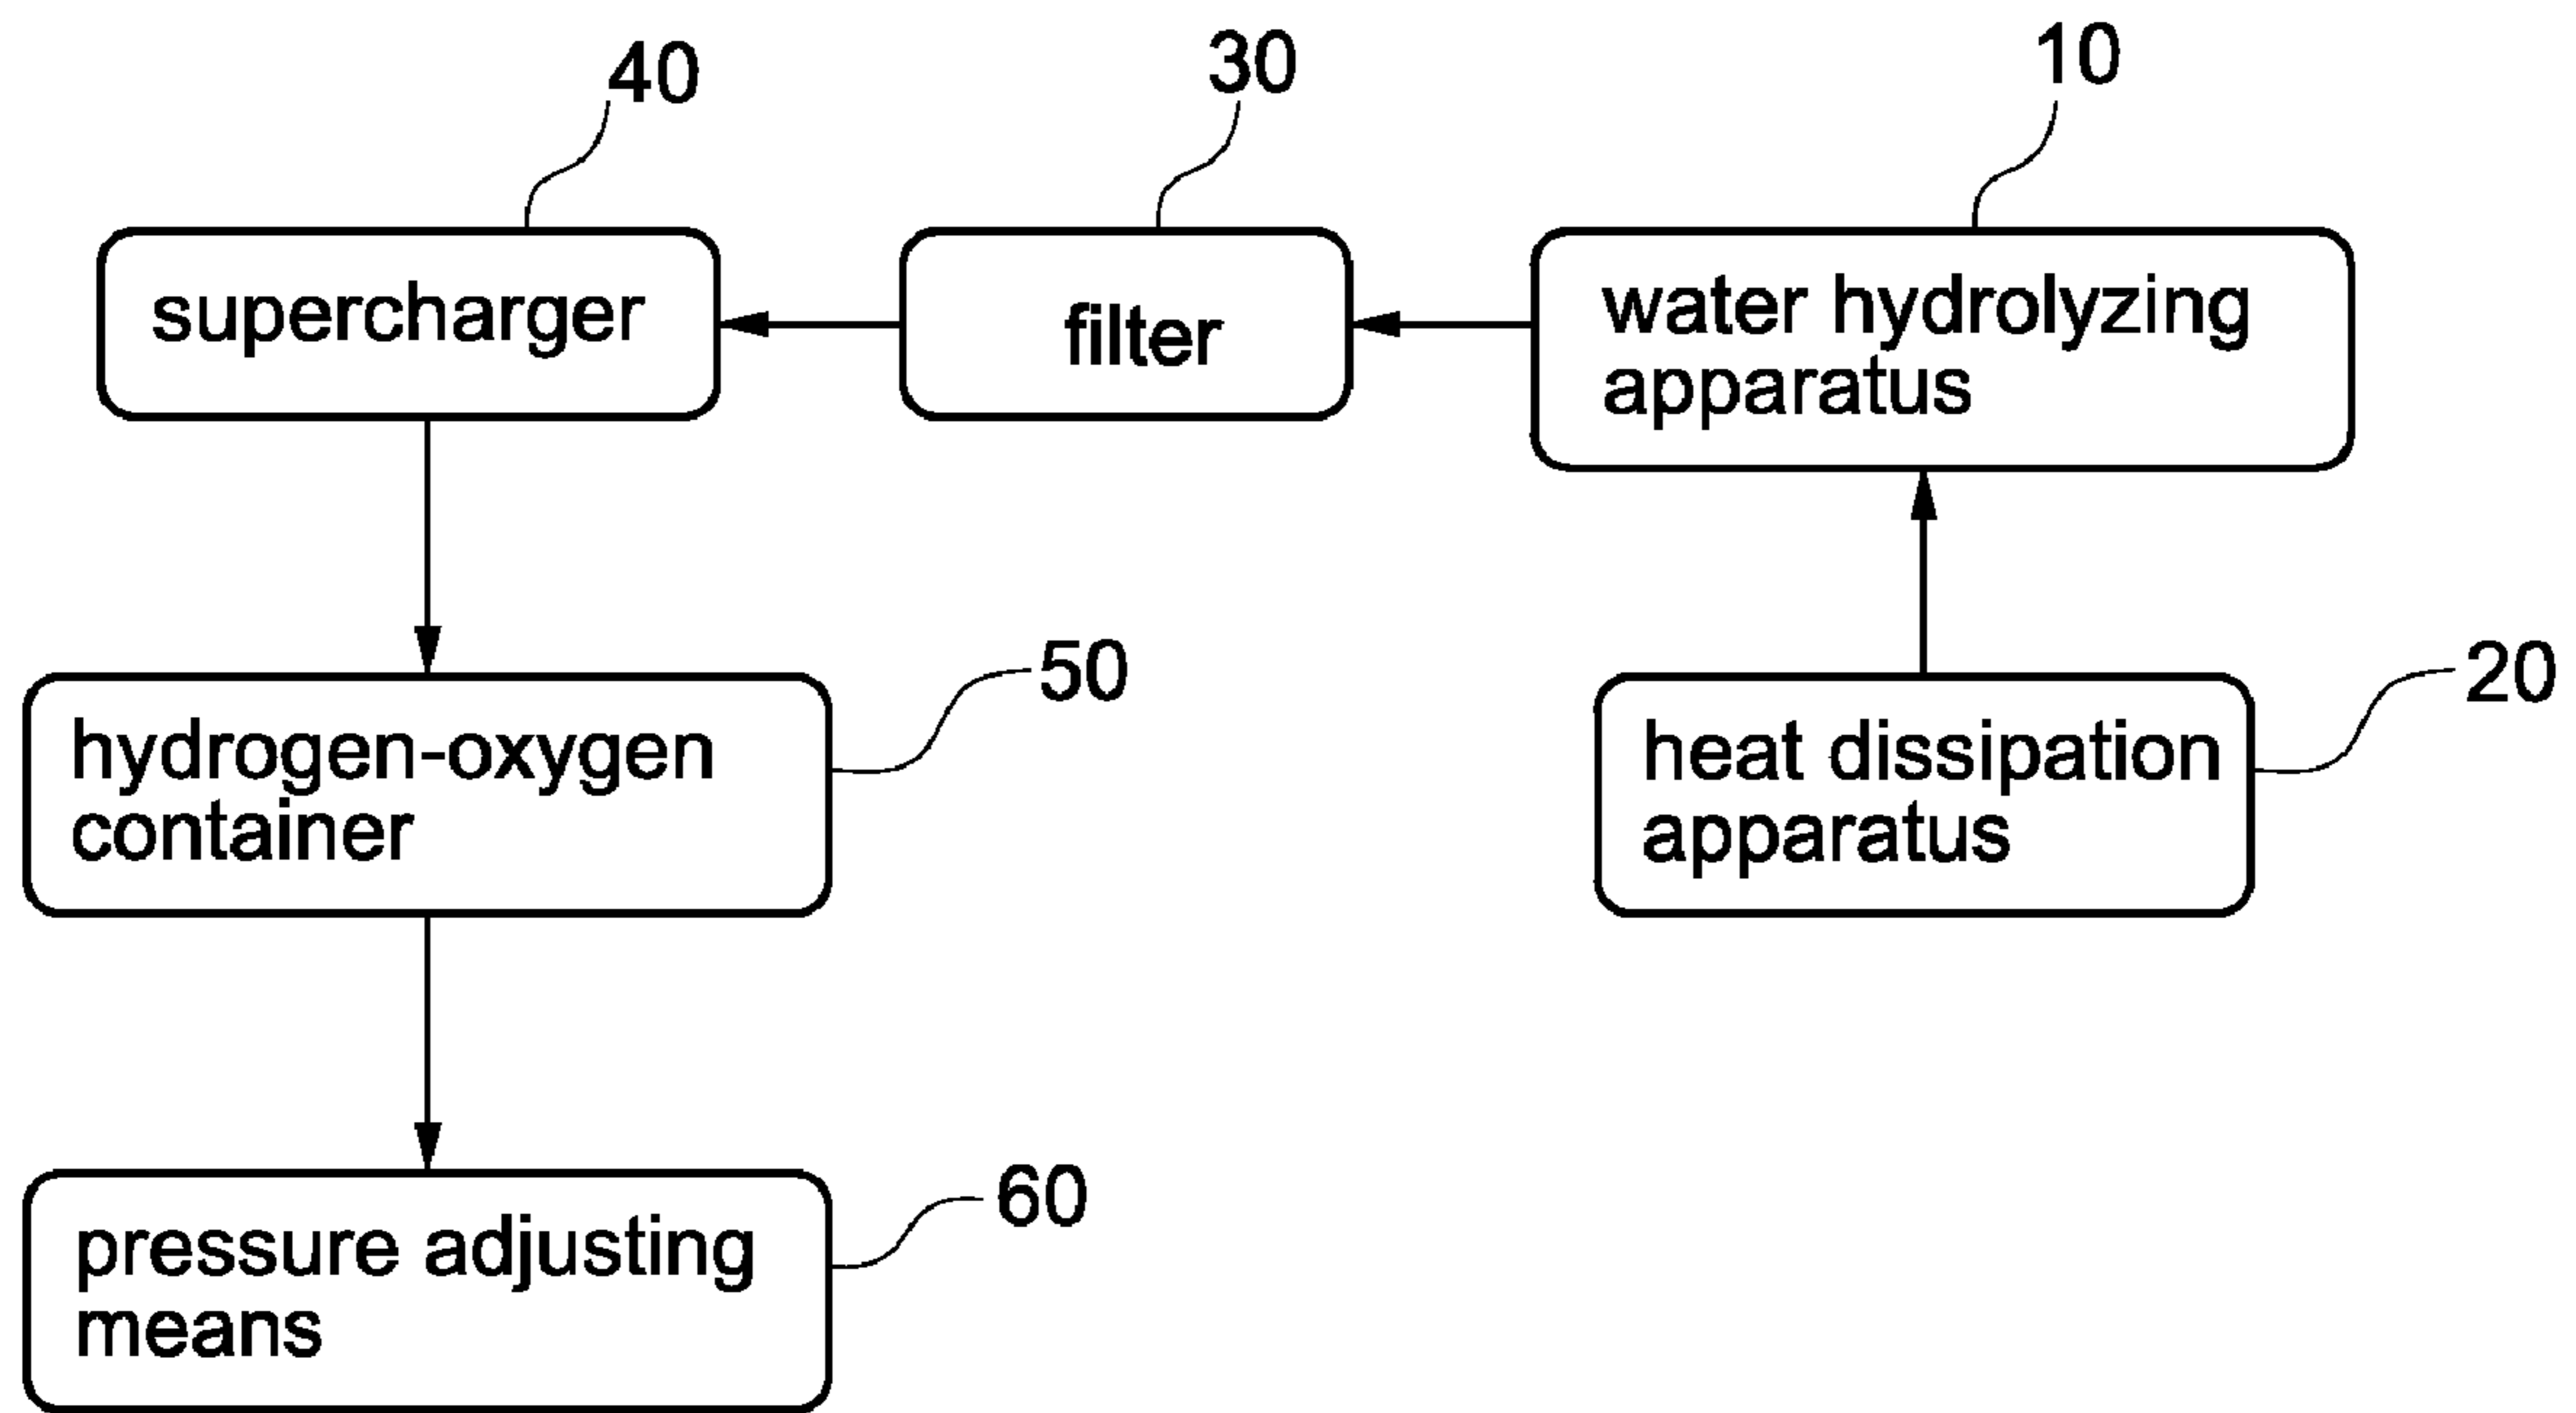 40
30
10
supercharger
filter
water hydrolyzing
apparatus
50
20
hydrogen-oxygen
container
heat dissipation
apparatus
60
pressure adjusting
means